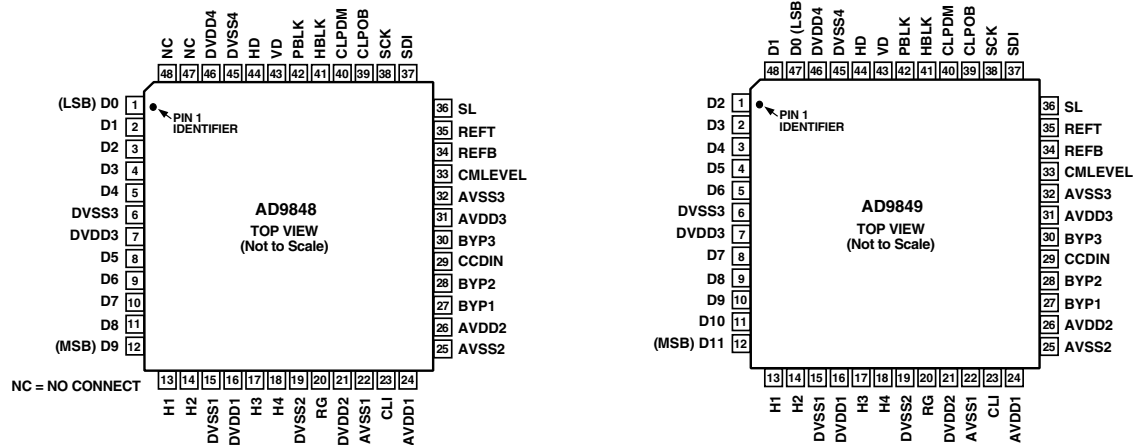 NC
NC
DVDD4
DVSS4
HD
VD
PBLK
HBLK
CLPDM
CLPOB
SCK
SDI
48 47 46 45 44 43 42 41 40 39 38 37
(LSB) D0 1
D1 2
D2 3
D3 4
D4 5
DVSS3 6
DVDD3 7
D5 8
D6 9
D7 10
D8 11
(MSB) D9 12
PIN 1
IDENTIFIER
AD9848
TOP VIEW
(Not to Scale)
36 SL
35 REFT
34 REFB
33 CMLEVEL
32 AVSS3
31 AVDD3
30 BYP3
29 CCDIN
28 BYP2
27 BYP1
26 AVDD2
25 AVSS2
NC = NO CONNECT
13 14 15 16 17 18 19 20 21 22 23 24
H1
H2
DVSS1
DVDD1
H3
H4
DVSS2
RG
DVDD2
AVSS1
CLI
AVDD1
D1
D0 (LSB)
DVDD4
DVSS4
HD
VD
PBLK
HBLK
CLPDM
CLPOB
SCK
SDI
48 47 46 45 44 43 42 41 40 39 38 37
D2 1
D3 2
D4 3
D5 4
D6 5
DVSS3 6
DVDD3 7
D7 8
D8 9
D9 10
D10 11
(MSB) D11 12
PIN 1
IDENTIFIER
AD9849
TOP VIEW
(Not to Scale)
36 SL
35 REFT
34 REFB
33 CMLEVEL
32 AVSS3
31 AVDD3
30 BYP3
29 CCDIN
28 BYP2
27 BYP1
26 AVDD2
25 AVSS2
13 14 15 16 17 18 19 20 21 22 23 24
H1
H2
DVSS1
DVDD1
H3
H4
DVSS2
RG
DVDD2
AVSS1
CLI
AVDD1